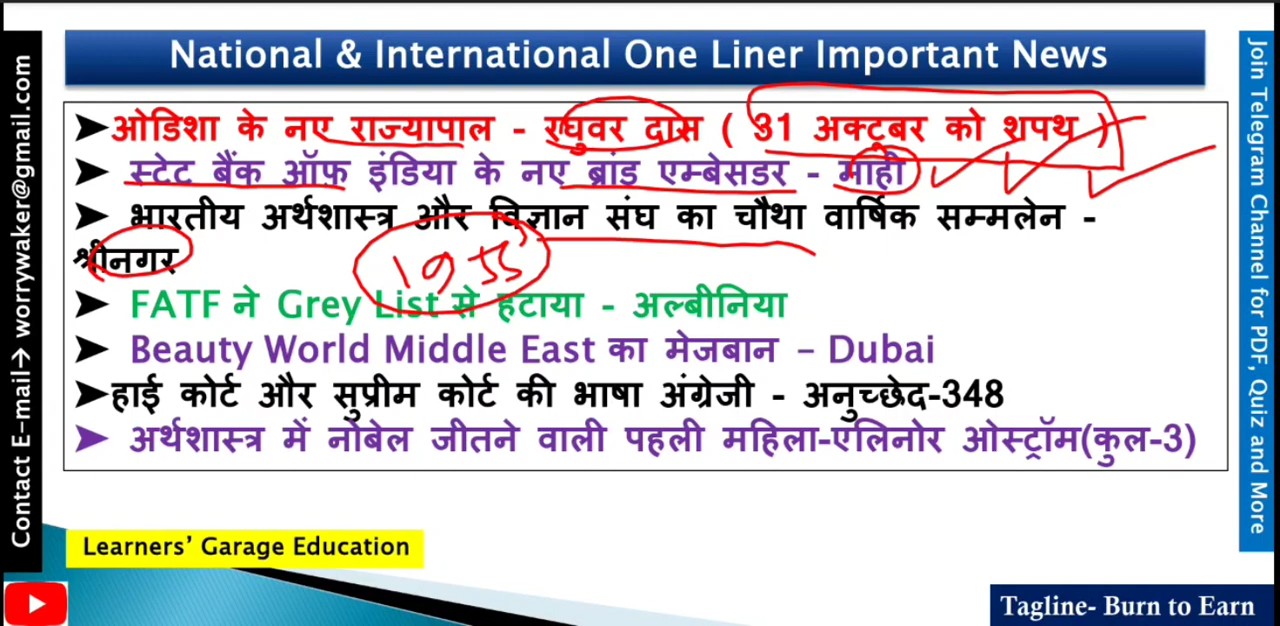 National & International One Liner Important News
➤ओडिशा के नए राज्यापाल - रघुवर दास ( 31 अक्टूबर को शपथ )
➤ स्टेट बैंक ऑफ़ इंडिया के नए ब्रांड एम्बेसडर - माही
➤ भारतीय अर्थशास्त्र और विज्ञान संघ का चौथा वार्षिक सम्मलेन -
श्रीनगर
1955
➤ FATF ने Grey List से हटाया - अल्बीनिया
➤ Beauty World Middle East का मेजबान – Dubai
➤हाई कोर्ट और सुप्रीम कोर्ट की भाषा अंग्रेजी - अनुच्छेद-348
➤ अर्थशास्त्र में नोबेल जीतने वाली पहली महिला-एलिनोर ओस्ट्रॉम(कुल-3)
Learners’ Garage Education
Tagline- Burn to Earn
Contact E-mail→ worrywaker@gmail.com
Join Telegram Channel for PDF, Quiz and More